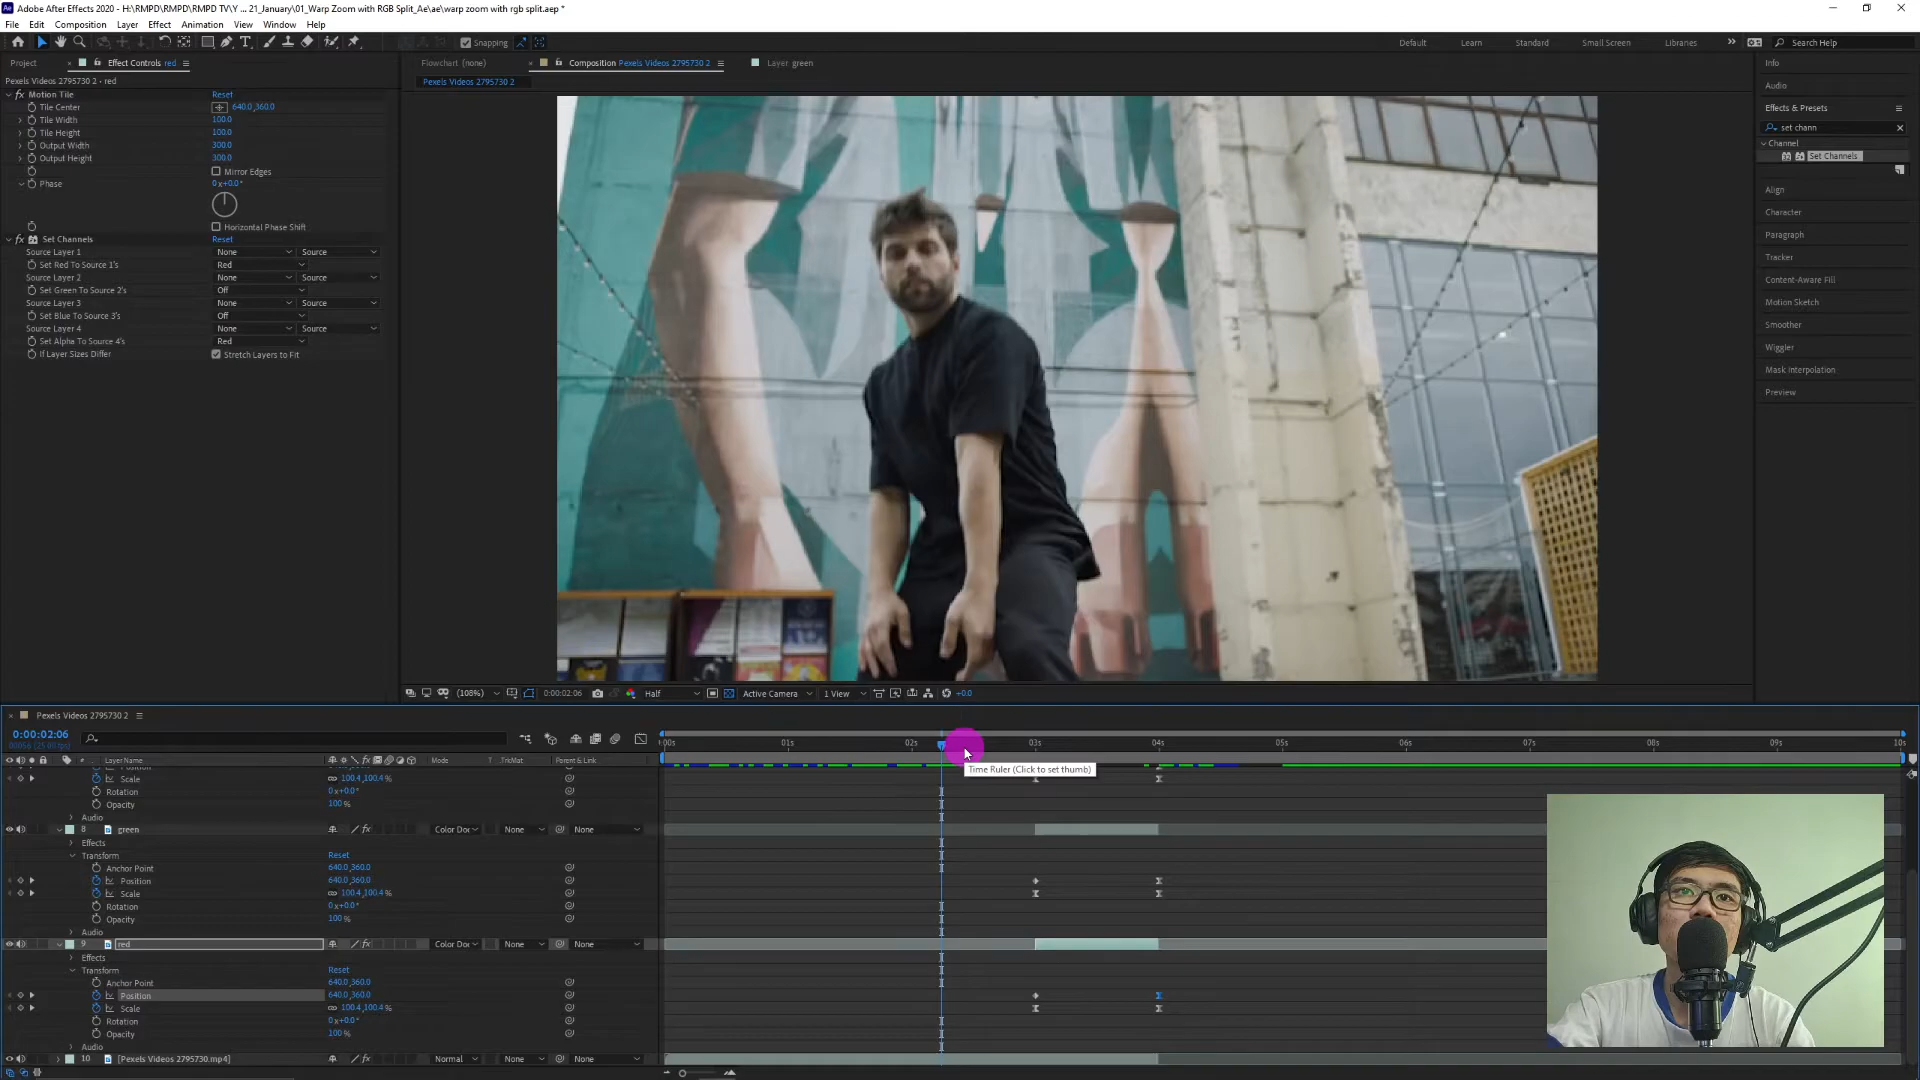 Adobe After Effects 2020 - H:\RMPD\RMPD TV\Y ... 21_January\01_Warp Zoom with RGB Split_Ae\ae\warp zoom with rgb split.aep *
File Edit Composition Layer Effect Animation View Window Help
Snapping Default Learn Standard Small Screen Libraries Search Help
Project Effect Controls red Flowchart (none) Composition Pexels Videos 2795730 2 Layer green Info
Pexels Videos 2795730 2 · red
Pexels Videos 2795730 2
Motion Tile Reset
Tile Center 640.0,360.0
Tile Width 100.0
Tile Height 100.0
Output Width 300.0
Output Height 300.0
Mirror Edges
Phase 0x+0.0°
Horizontal Phase Shift
Set Channels Reset
Source Layer 1 None Source
Set Red To Source 1's Red
Source Layer 2 None Source
Set Green To Source 2's Off
Source Layer 3 None Source
Set Blue To Source 3's Off
Source Layer 4 None Source
Set Alpha To Source 4's Red
If Layer Sizes Differ Stretch Layers to Fit
Audio
Effects & Presets
set chann
Channel
Set Channels
Align
Character
Paragraph
Tracker
Content-Aware Fill
Motion Sketch
Smoother
Wiggler
Mask Interpolation
Preview
(108%) 0:00:02:06 Half Active Camera 1 View +0.0
Pexels Videos 2795730 2
0:00:02:06
00056 (25.00 fps)
:00s 01s 02s 03s 04s 05s 06s 07s 08s 09s 10s
# Layer Name Mode T .TrkMat Parent & Link
Time Ruler (Click to set thumb)
Scale 100.4,100.4 %
Rotation 0x+0.0°
Opacity 100 %
Audio
8 green Color Doc None None
Effects
Transform Reset
Anchor Point 640.0,360.0
Position 640.0,360.0
Scale 100.4,100.4 %
Rotation 0x+0.0°
Opacity 100 %
Audio
9 red Color Doc None None
Effects
Transform Reset
Anchor Point 640.0,360.0
Position 640.0,360.0
Scale 100.4,100.4 %
Rotation 0x+0.0°
Opacity 100 %
Audio
10 [Pexels Videos 2795730.mp4] Normal None None